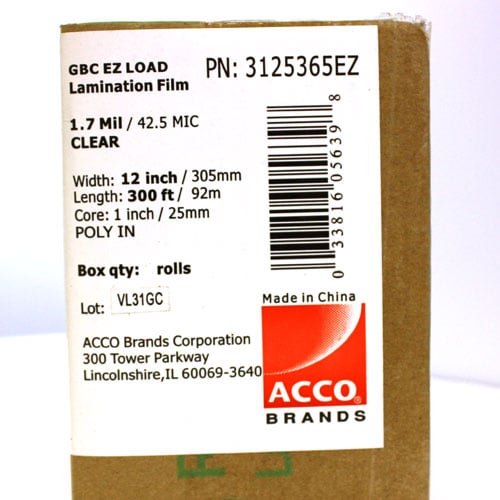 GBC EZ LOAD
Lamination Film
PN: 3125365EZ
1.7 Mil / 42.5 MIC
CLEAR
Width: 12 inch / 305mm
Length: 300 ft / 92m
Core: 1 inch / 25mm
POLY IN
Box qty: rolls
Lot: VL31GC
0 33816 05639 8
Made in China
ACCO Brands Corporation
300 Tower Parkway
Lincolnshire,IL 60069-3640
ACCO
BRANDS